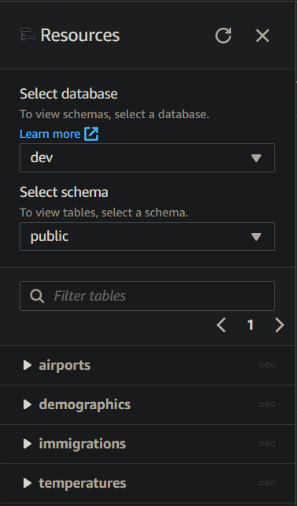 Resources
Select database
To view schemas, select a database.
Learn more
dev
Select schema
To view tables, select a schema.
public
Filter tables
1
airports
demographics
immigrations
temperatures